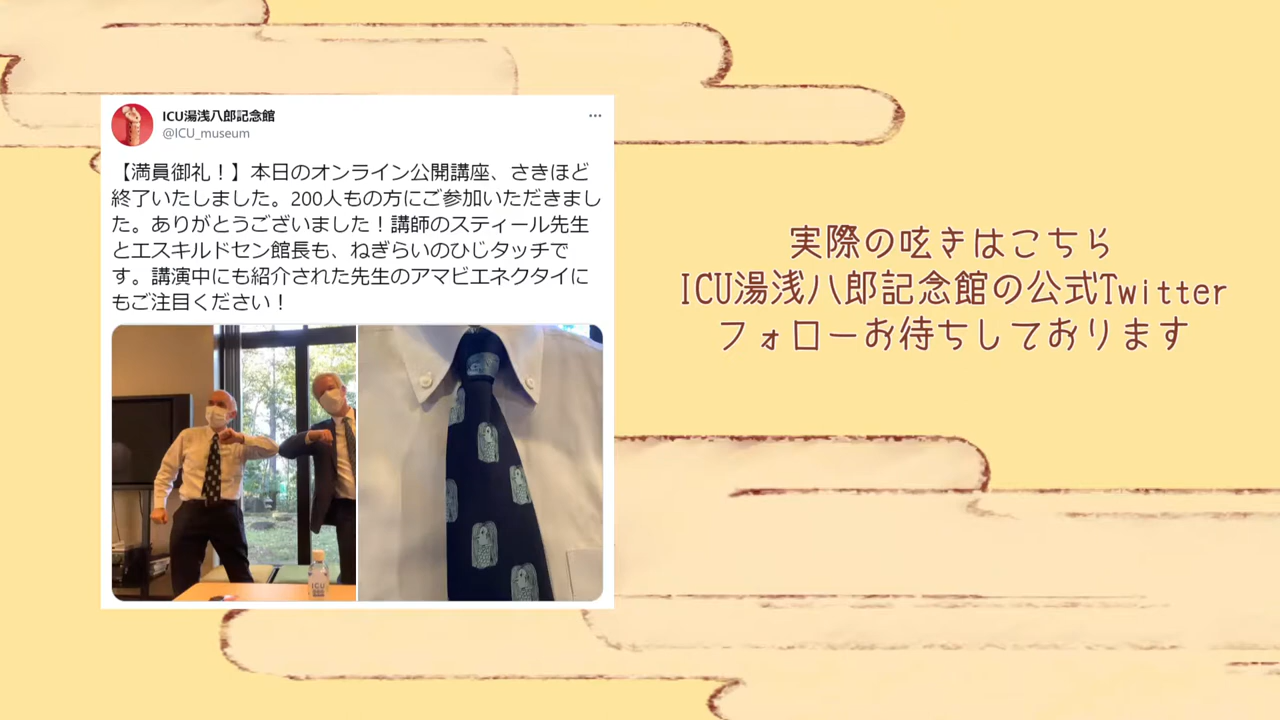 ICU湯浅八郎記念館
@ICU_museum
【満員御礼！】本日のオンライン公開講座、さきほど
終了いたしました。200人もの方にご参加いただきまし
た。ありがとうございました！講師のスティール先生
とエスキルドセン館長も、ねぎらいのひじタッチで
す。講演中にも紹介された先生のアマビエネクタイに
もご注目ください！
実際の呟きはこちら
ICU湯浅八郎記念館の公式Twitter
フォローお待ちしております
ICU